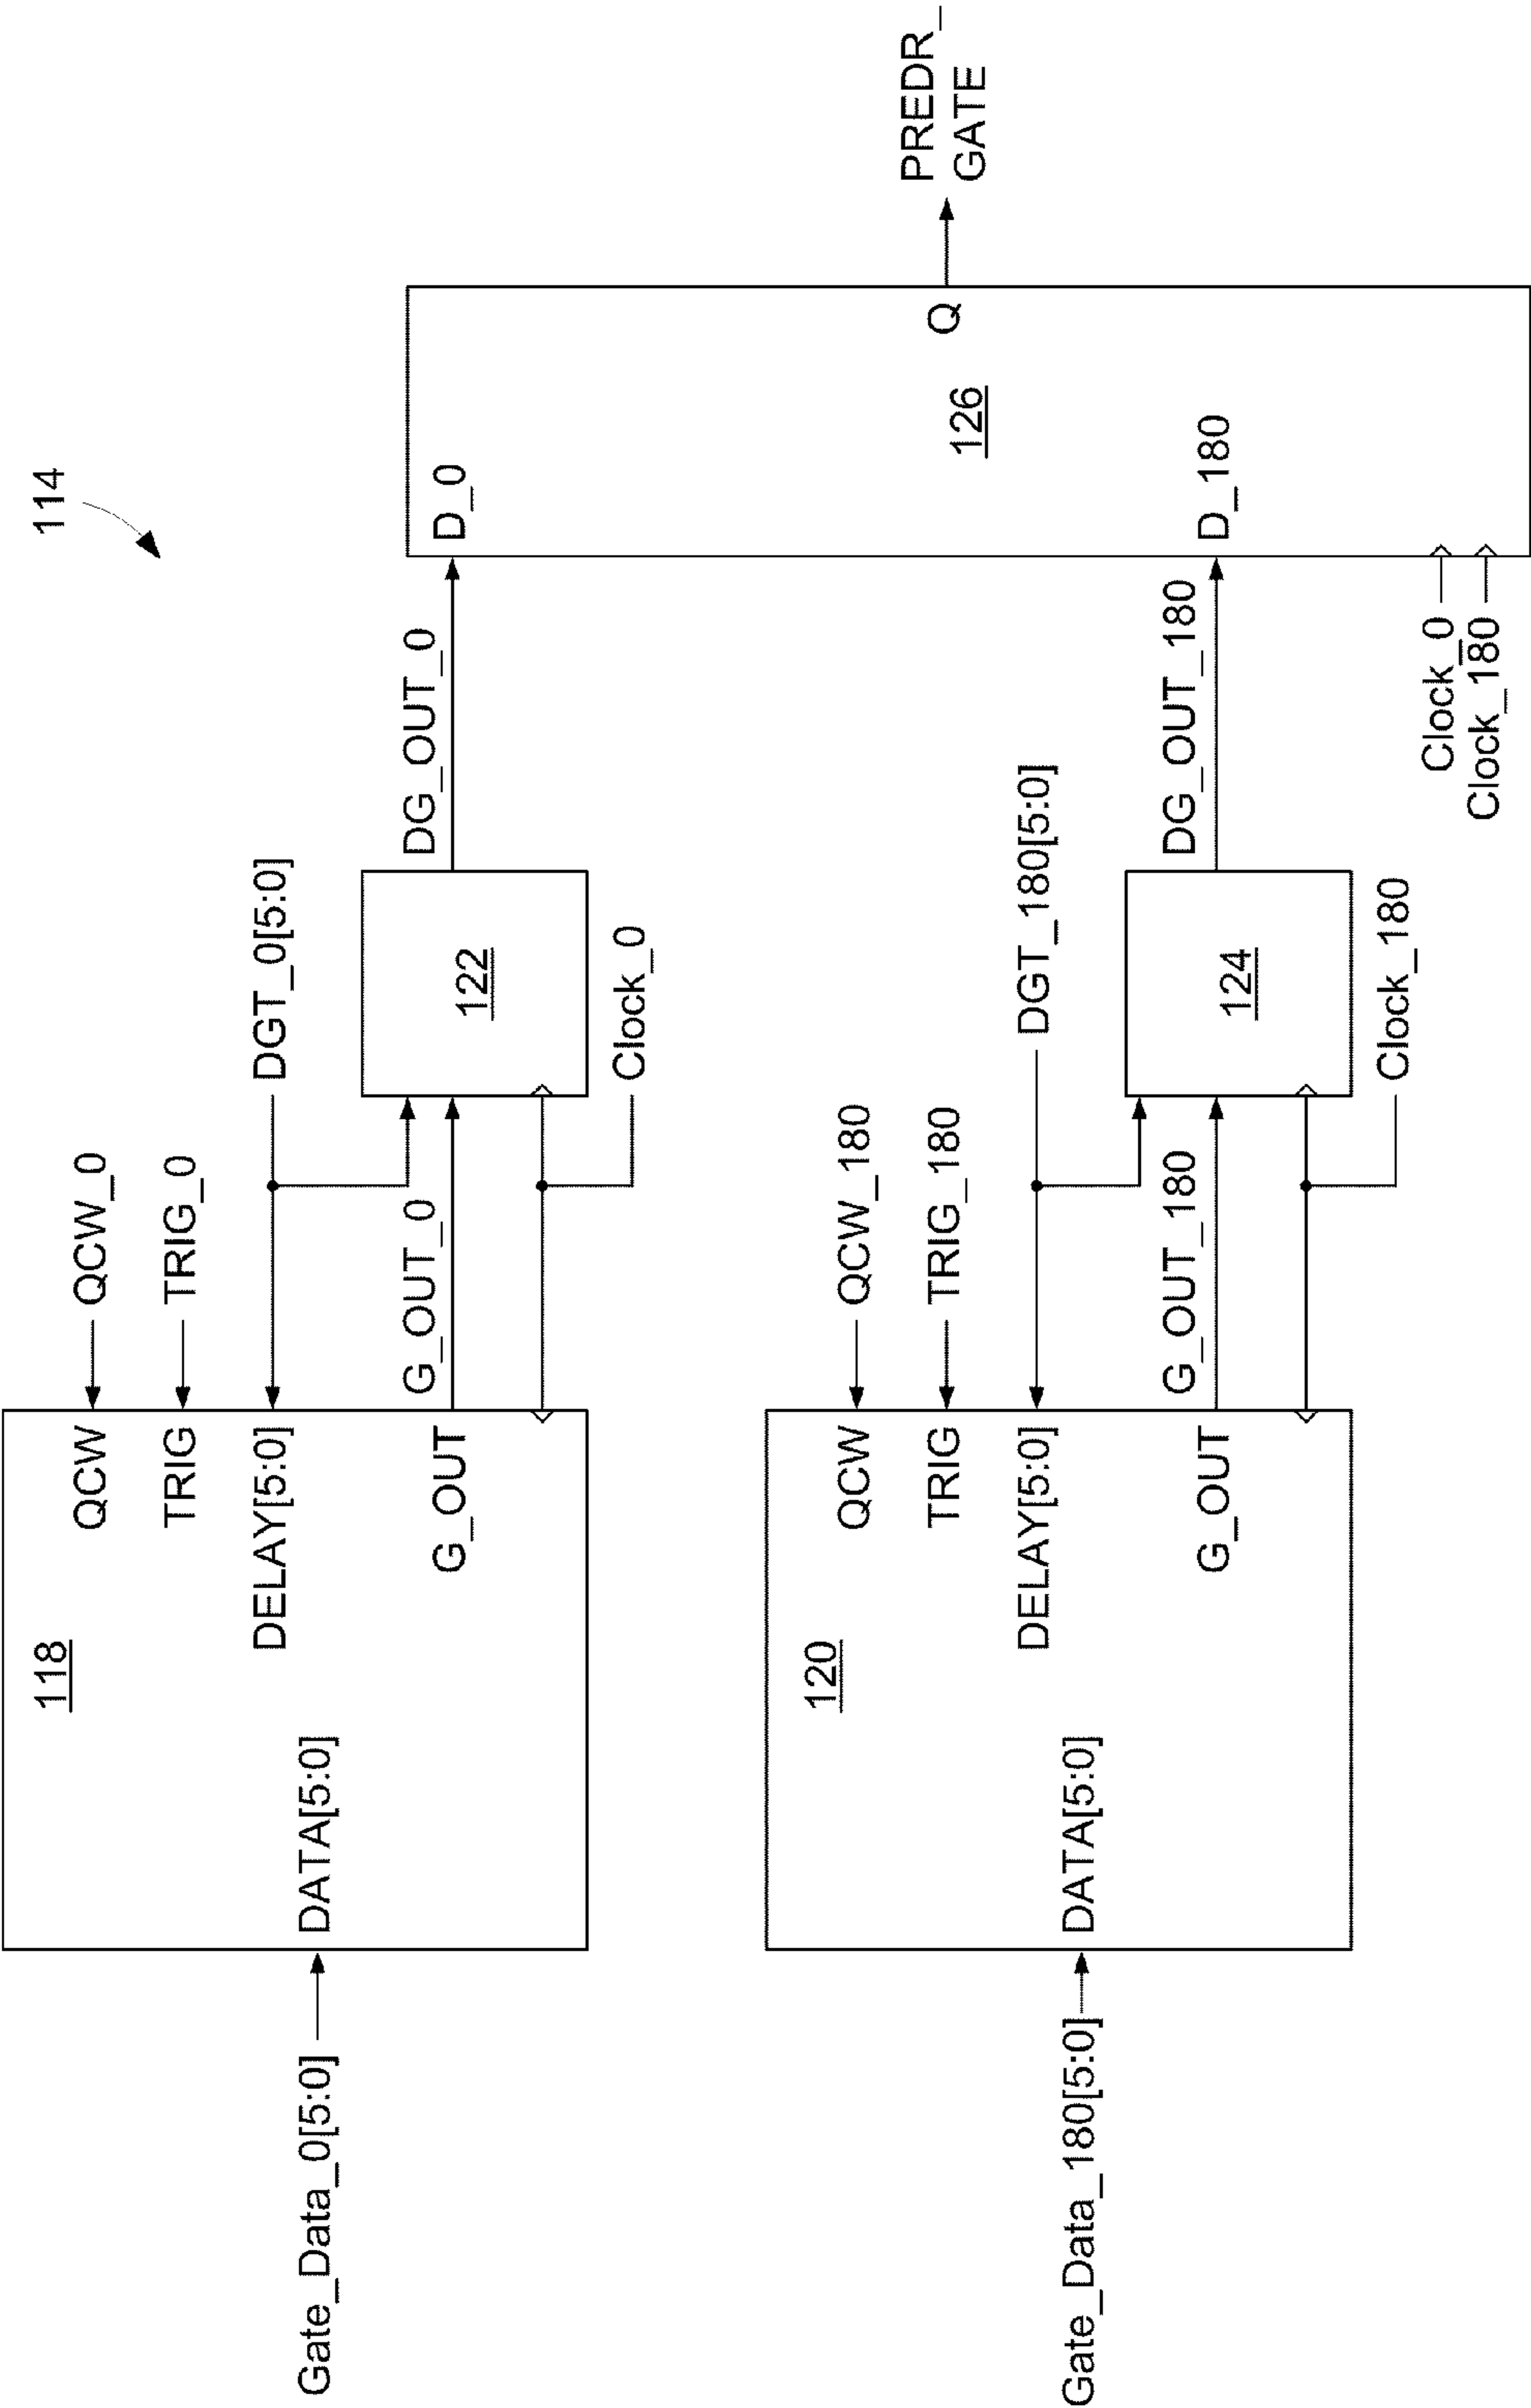 114
118
QCW
QCW_0
TRIG
TRIG_0
DELAY[5:0]
DGT_0[5:0]
Gate_Data_0[5:0]
DATA[5:0]
G_OUT
G_OUT_0
122
DG_OUT_0
D_0
Clock_0
120
QCW
QCW_180
TRIG
TRIG_180
DELAY[5:0]
DGT_180[5:0]
Gate_Data_180[5:0]
DATA[5:0]
G_OUT
G_OUT_180
124
DG_OUT_180
D_180
Clock_180
126
Q
PREDR_
GATE
Clock_0
Clock_180